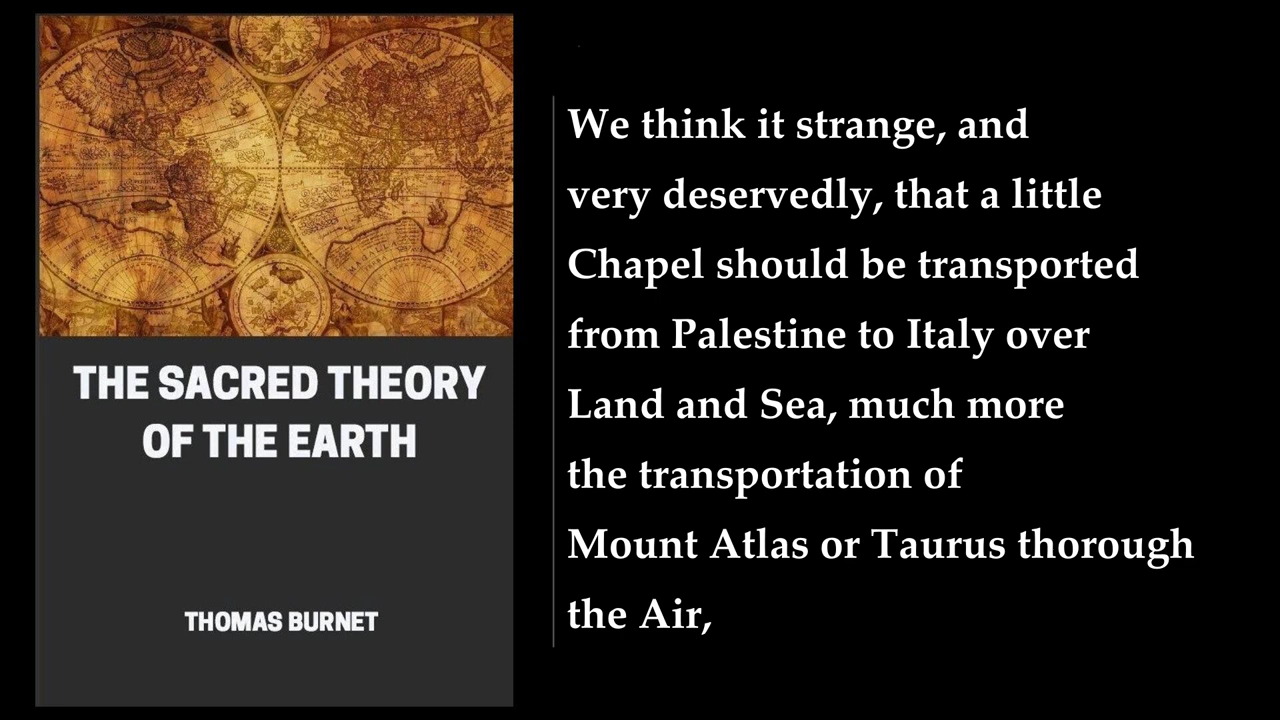 THE SACRED THEORY
OF THE EARTH
THOMAS BURNET
We think it strange, and
very deservedly, that a little
Chapel should be transported
from Palestine to Italy over
Land and Sea, much more
the transportation of
Mount Atlas or Taurus thorough
the Air,